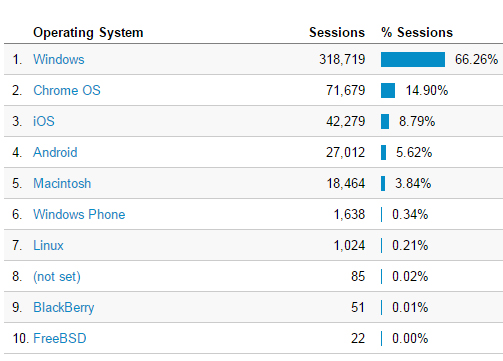 Operating System Sessions % Sessions
1. Windows 318,719 66.26%
2. Chrome OS 71,679 14.90%
3. iOS 42,279 8.79%
4. Android 27,012 5.62%
5. Macintosh 18,464 3.84%
6. Windows Phone 1,638 0.34%
7. Linux 1,024 0.21%
8. (not set) 85 0.02%
9. BlackBerry 51 0.01%
10. FreeBSD 22 0.00%